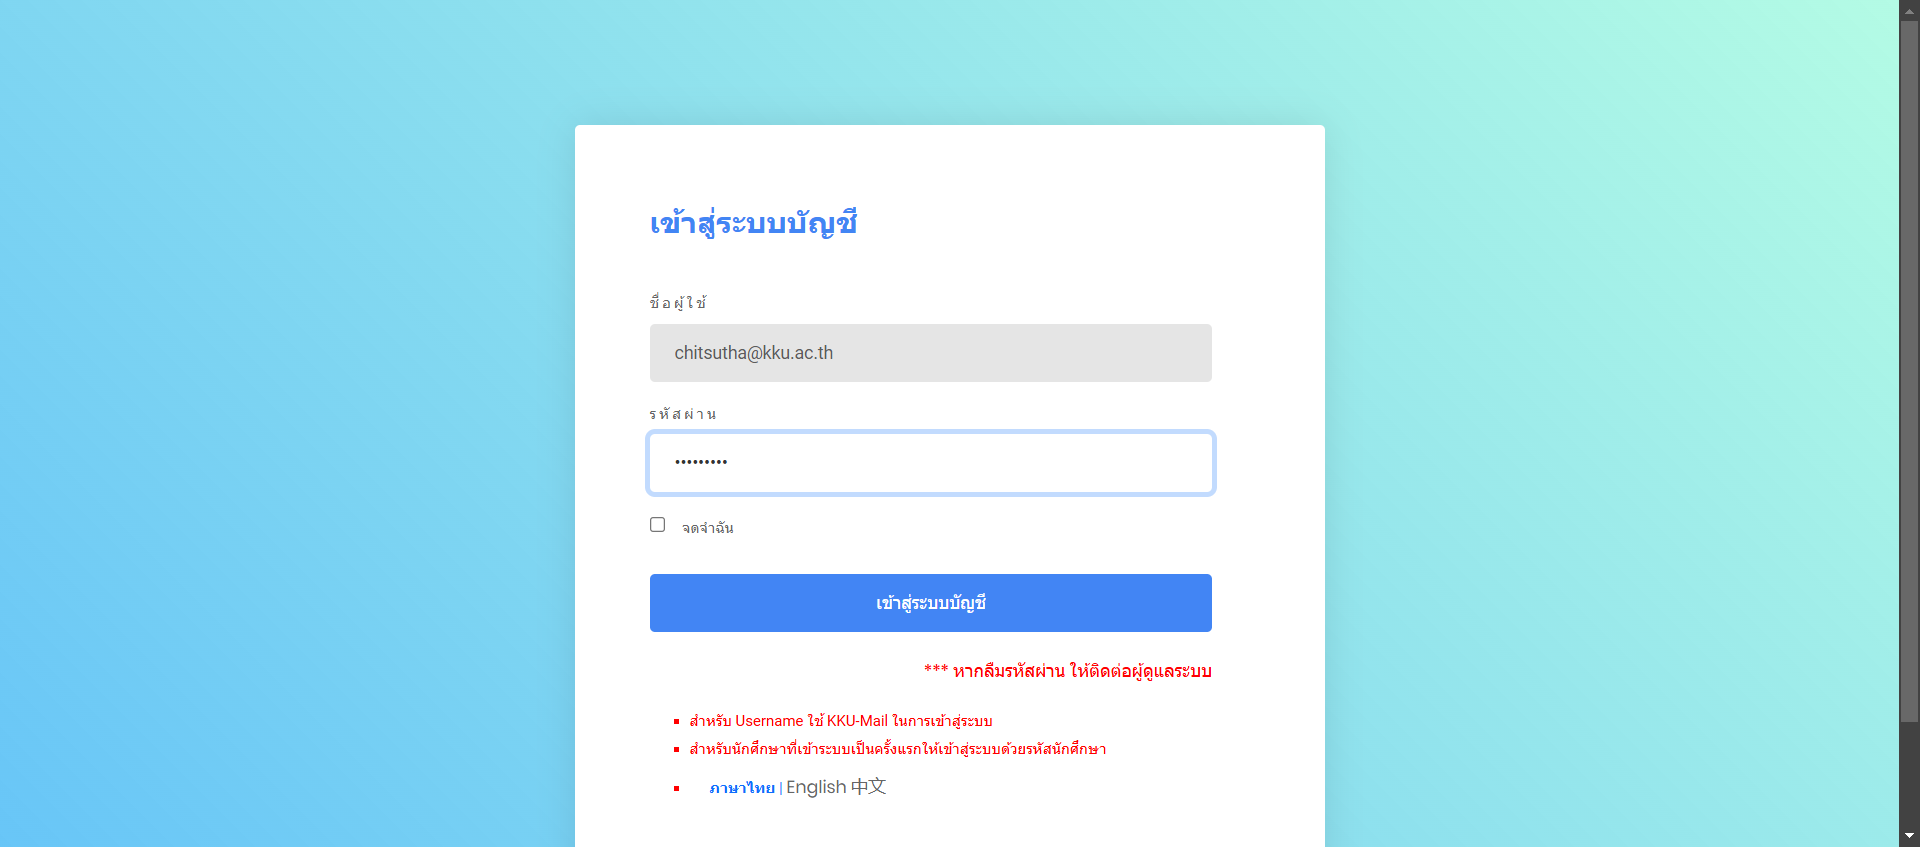 เข้าสู่ระบบบัญชี
ชื่อผู้ใช้
chitsutha@kku.ac.th
รหัสผ่าน
•••••••••
จดจำฉัน
เข้าสู่ระบบบัญชี
*** หากลืมรหัสผ่าน ให้ติดต่อผู้ดูแลระบบ
สำหรับ Username ใช้ KKU-Mail ในการเข้าสู่ระบบ
สำหรับนักศึกษาที่เข้าระบบเป็นครั้งแรกให้เข้าสู่ระบบด้วยรหัสนักศึกษา
ภาษาไทย | English 中文